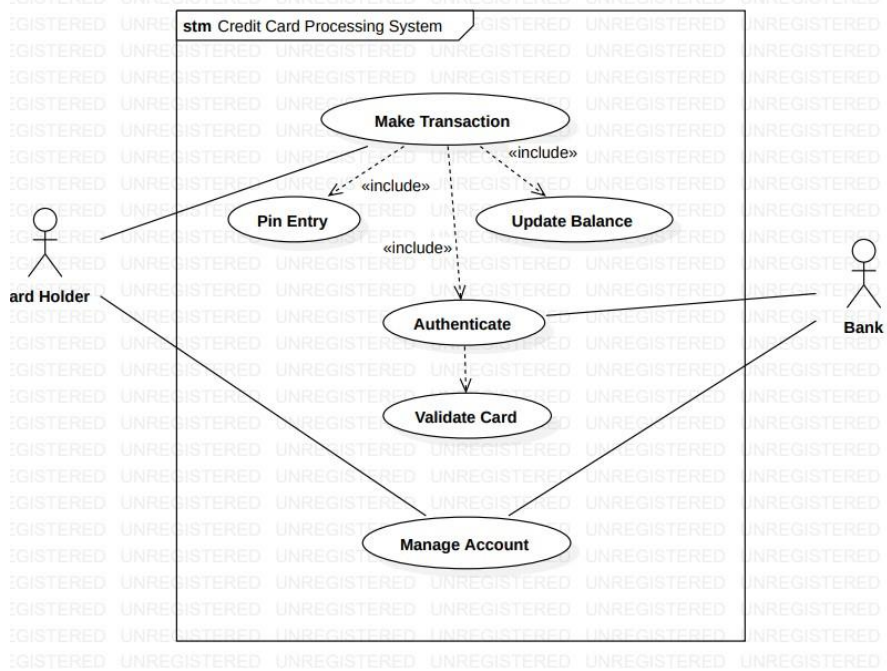 stm Credit Card Processing System
Make Transaction
«include»
«include»
Pin Entry
Update Balance
«include»
ard Holder
Authenticate
Bank
Validate Card
Manage Account
UNREGISTERED